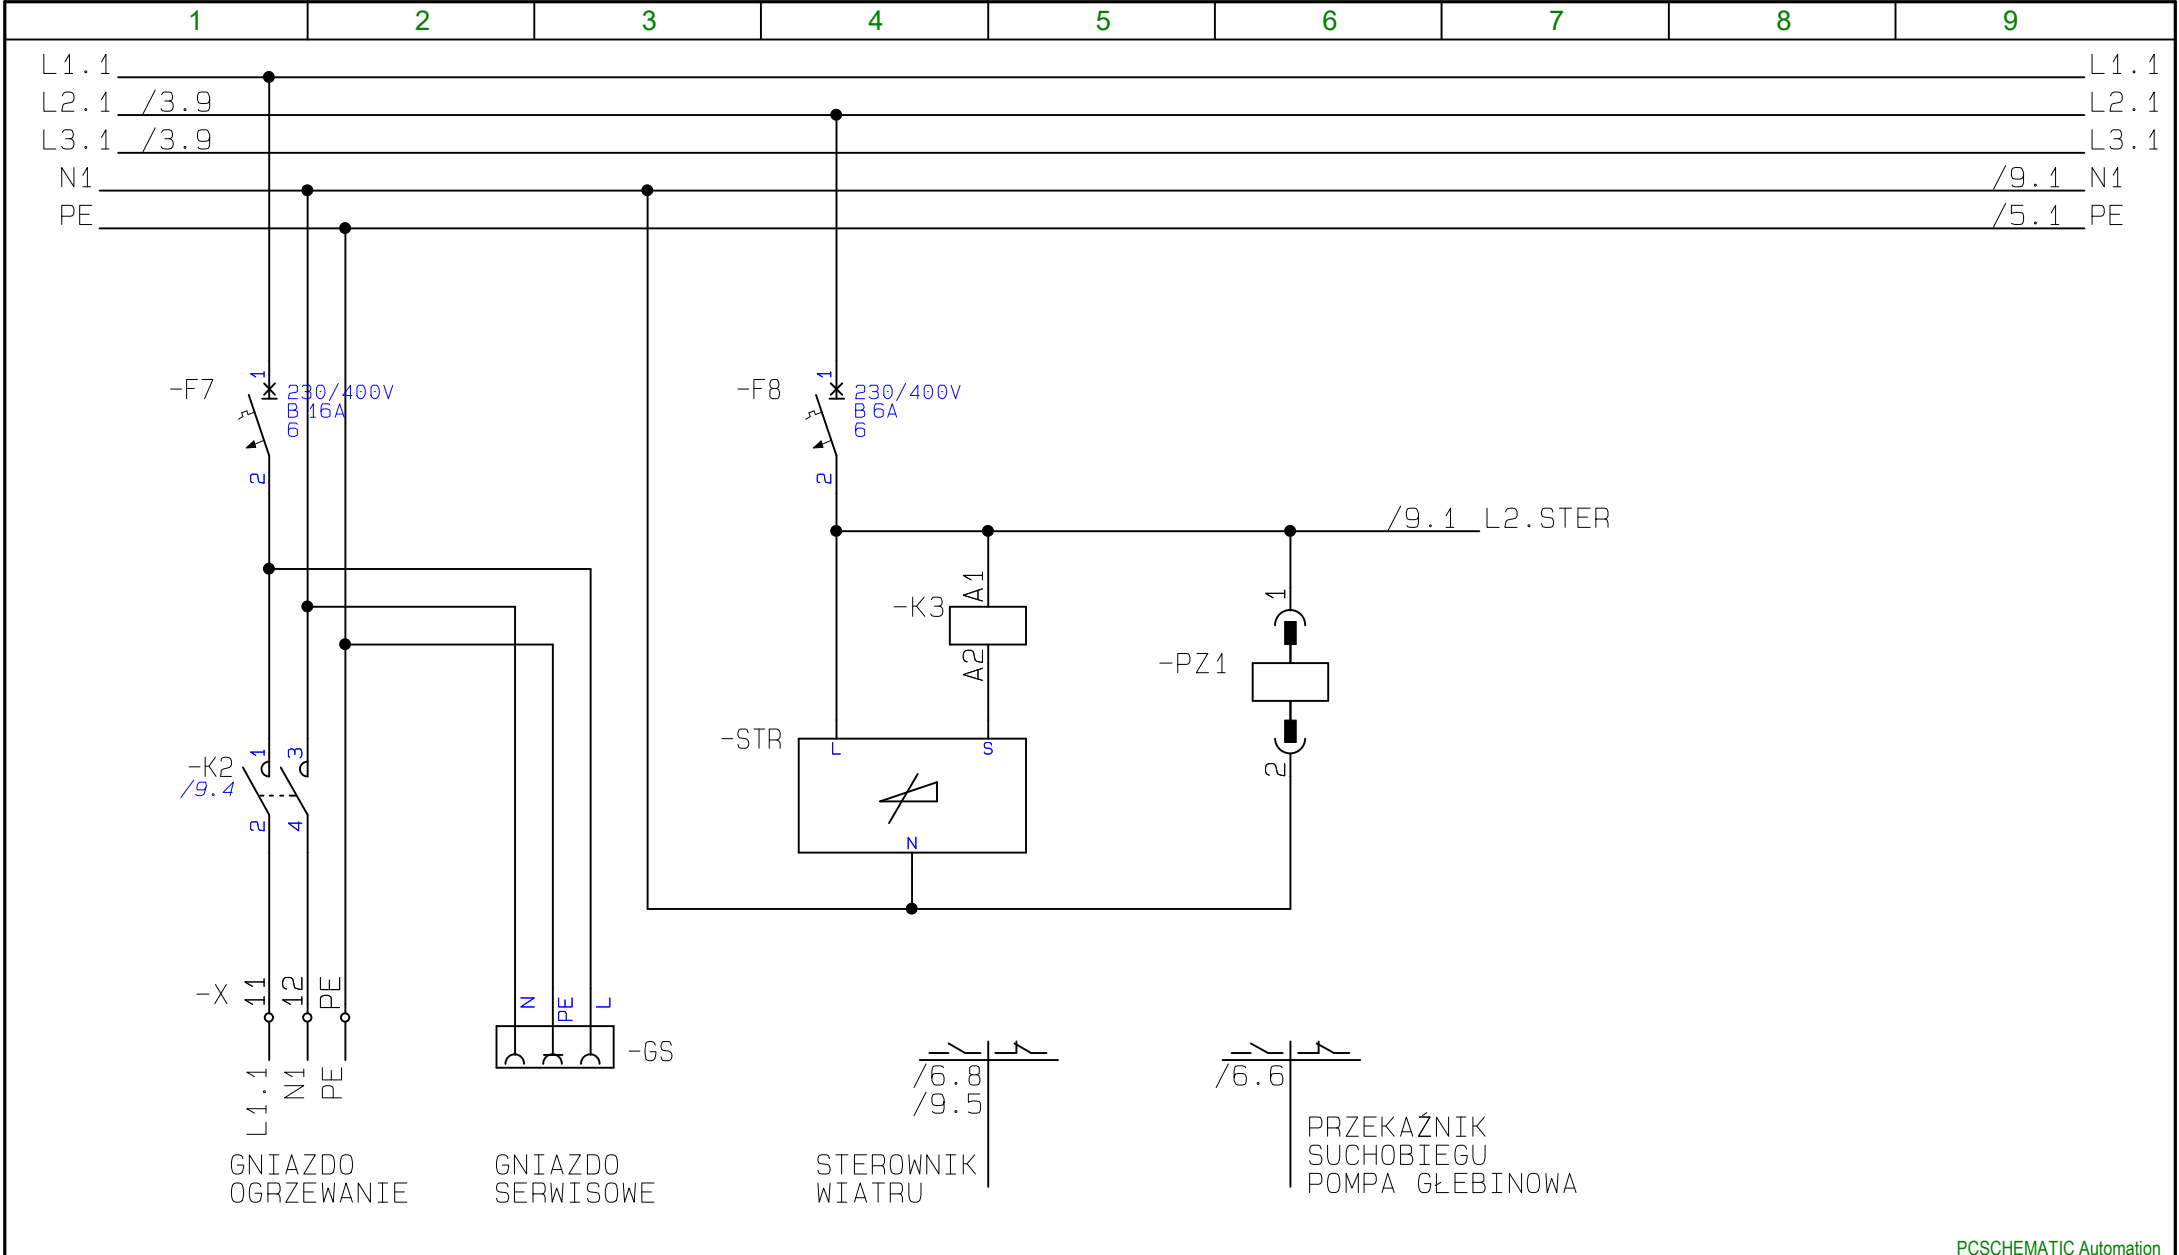 1 2 3 4 5 6 7 8 9
L1.1 L1.1
L2.1 /3.9 L2.1
L3.1 /3.9 L3.1
N1 /9.1 N1
PE /5.1 PE
-F7 1 230/400V
B 16A
6
2
-F8 1 230/400V
B 6A
6
2
/9.1 L2.STER
-K3 A1
A2
-PZ1 1
2
-STR L S
N
-K2 1 3
/9.4
2 4
-X 11 12 PE
N PE L
-GS
L1.1 N1 PE
/6.8
/9.5
/6.6
GNIAZDO
OGRZEWANIE
GNIAZDO
SERWISOWE
STEROWNIK
WIATRU
PRZEKAŹNIK
SUCHOBIEGU
POMPA GŁEBINOWA
PCSCHEMATIC Automation